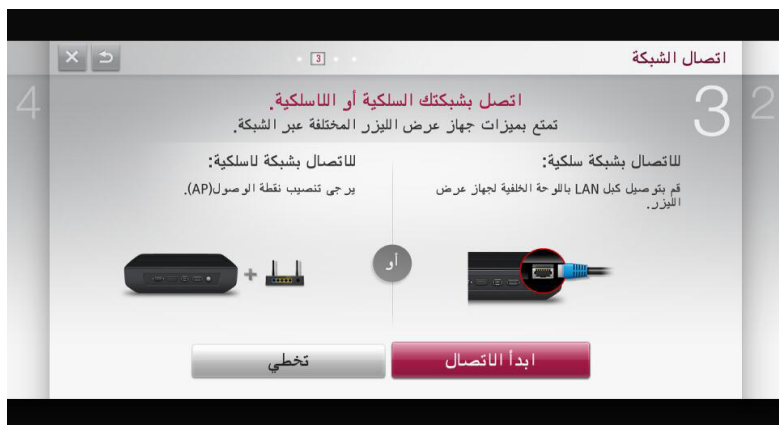 اتصال الشبكة
3
2
3
4
اتصل بشبكتك السلكية أو اللاسلكية.
تمتع بميزات جهاز عرض الليزر المختلفة عبر الشبكة.
للاتصال بشبكة سلكية:
قم بتوصيل كبل LAN باللوحة الخلفية لجهاز عرض
الليزر.
أو
للاتصال بشبكة لاسلكية:
يرجى تنصيب نقطة الوصول(AP).
ابدأ الاتصال
تخطي